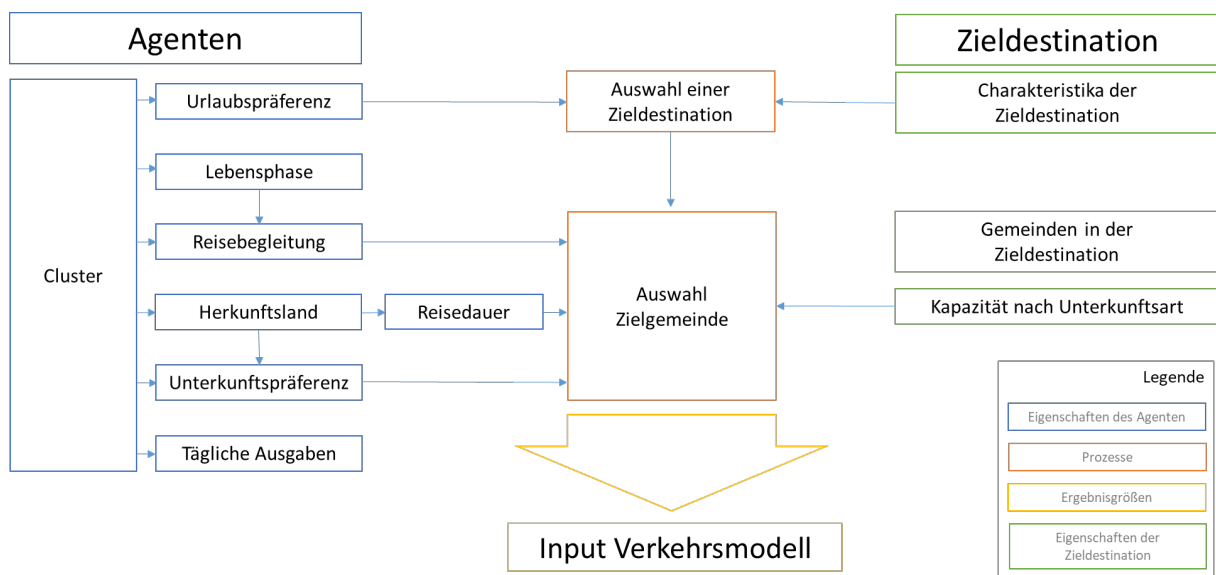 Agenten
Zieldestination
Cluster
Urlaubspräferenz
Lebensphase
Reisebegleitung
Herkunftsland
Reisedauer
Unterkunftspräferenz
Tägliche Ausgaben
Auswahl einer
Zieldestination
Auswahl
Zielgemeinde
Charakteristika der
Zieldestination
Gemeinden in der
Zieldestination
Kapazität nach Unterkunftsart
Input Verkehrsmodell
Legende
Eigenschaften des Agenten
Prozesse
Ergebnisgrößen
Eigenschaften der
Zieldestination